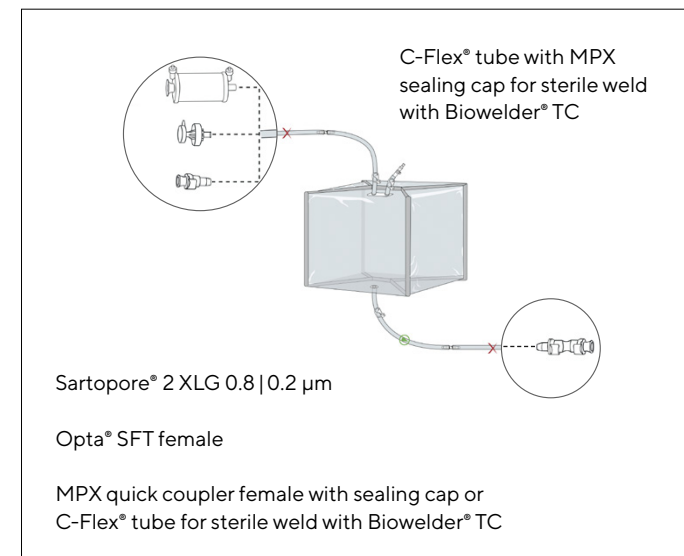 C-Flex® tube with MPX
sealing cap for sterile weld
with Biowelder® TC
Sartopore® 2 XLG 0.8 | 0.2 µm
Opta® SFT female
MPX quick coupler female with sealing cap or
C-Flex® tube for sterile weld with Biowelder® TC